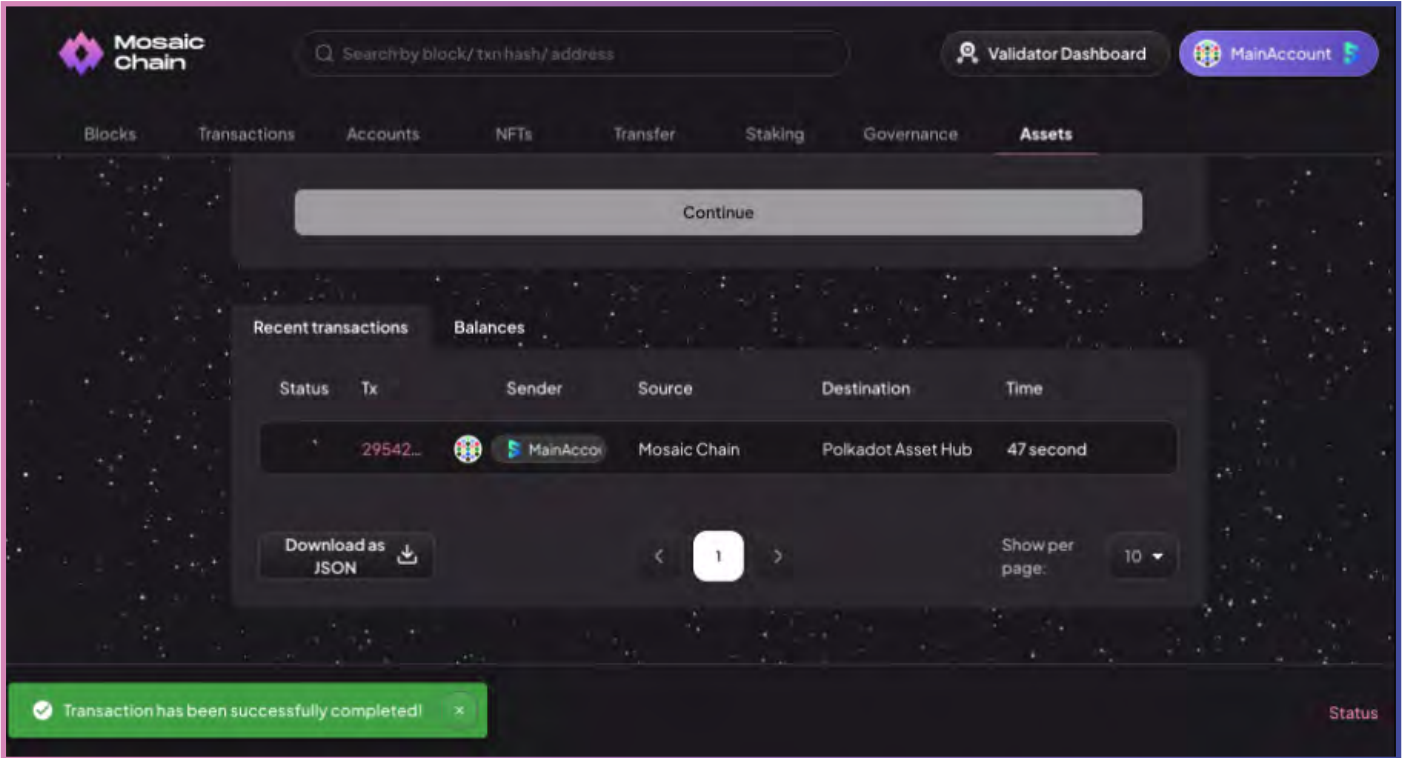 Mosaic
Chain
Search by block/ txn hash/ address
Validator Dashboard
MainAccount
Blocks Transactions Accounts NFTs Transfer Staking Governance Assets
Continue
Recent transactions Balances
Status Tx Sender Source Destination Time
29542... MainAccou Mosaic Chain Polkadot Asset Hub 47 second
Download as
JSON
1
Show per
page:
10
Transaction has been successfully completed!
Status